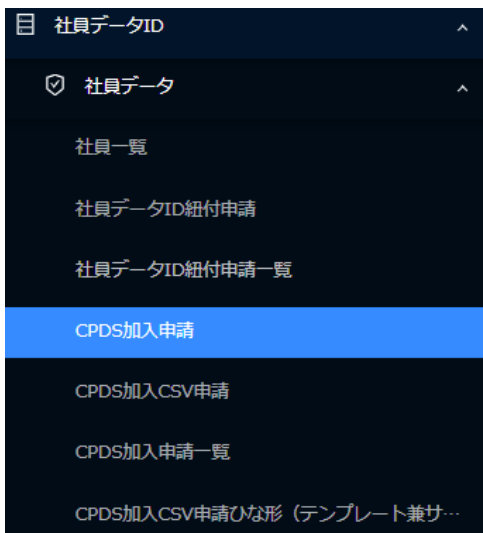 社員データID
社員データ
社員一覧
社員データID紐付申請
社員データID紐付申請一覧
CPDS加入申請
CPDS加入CSV申請
CPDS加入申請一覧
CPDS加入CSV申請ひな形（テンプレート兼サ…